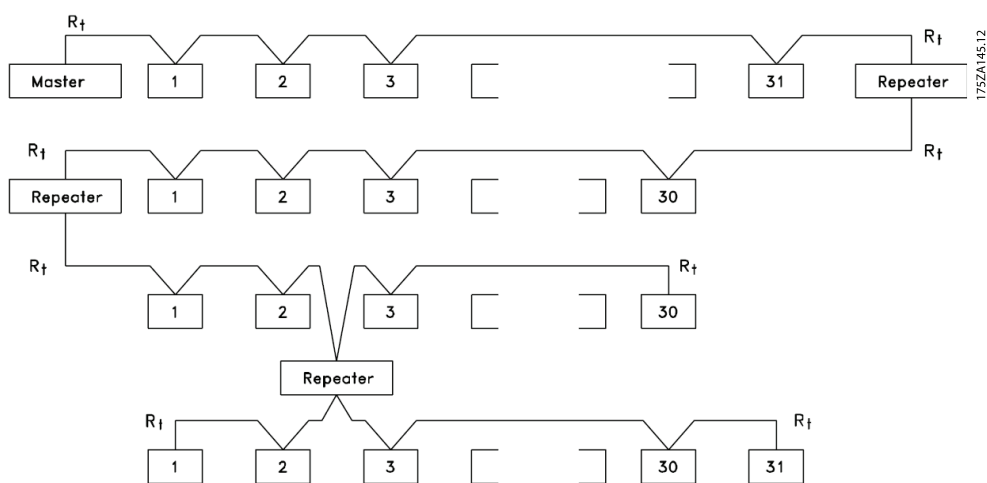 Rt Rt
Master 1 2 3 31 Repeater
175ZA145.12
Rt Rt
Repeater 1 2 3 30
Rt Rt
1 2 3 30
Repeater
Rt Rt
1 2 3 30 31